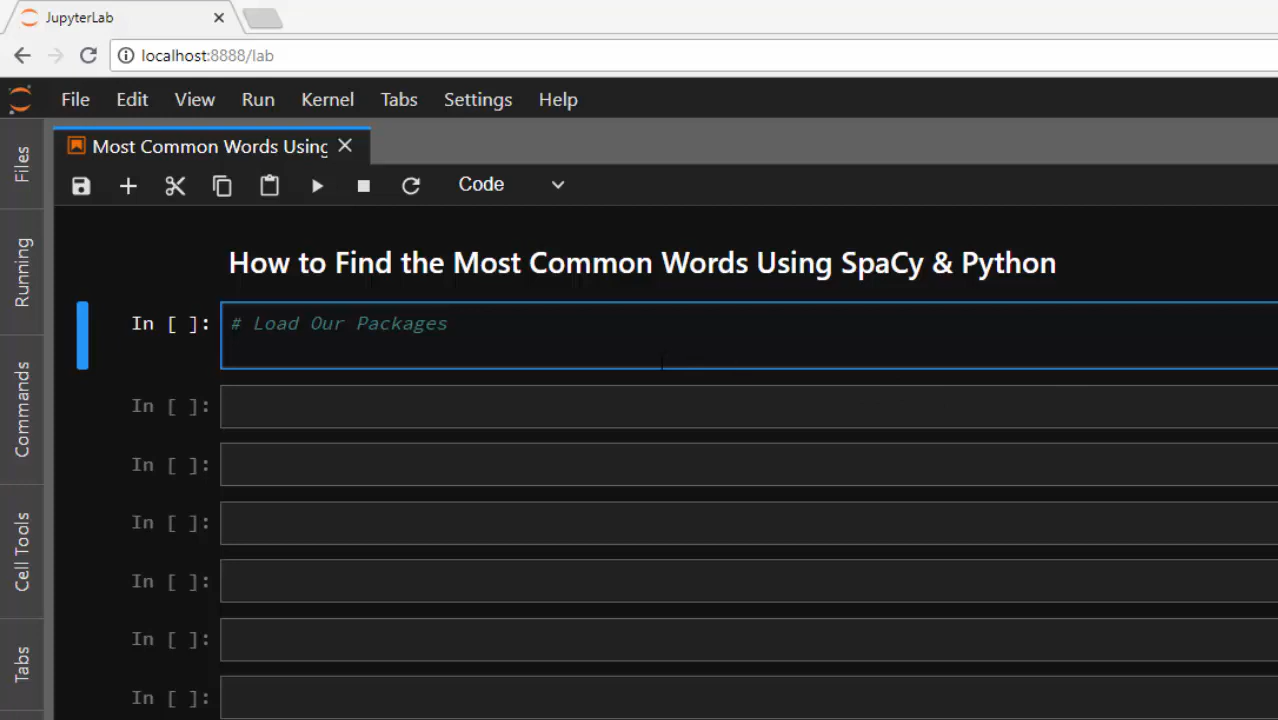 JupyterLab
localhost:8888/lab
File Edit View Run Kernel Tabs Settings Help
Most Common Words Using
Code
Files
Running
Commands
Cell Tools
Tabs
How to Find the Most Common Words Using SpaCy & Python
In [ ]: # Load Our Packages
In [ ]:
In [ ]:
In [ ]:
In [ ]:
In [ ]:
In [ ]: